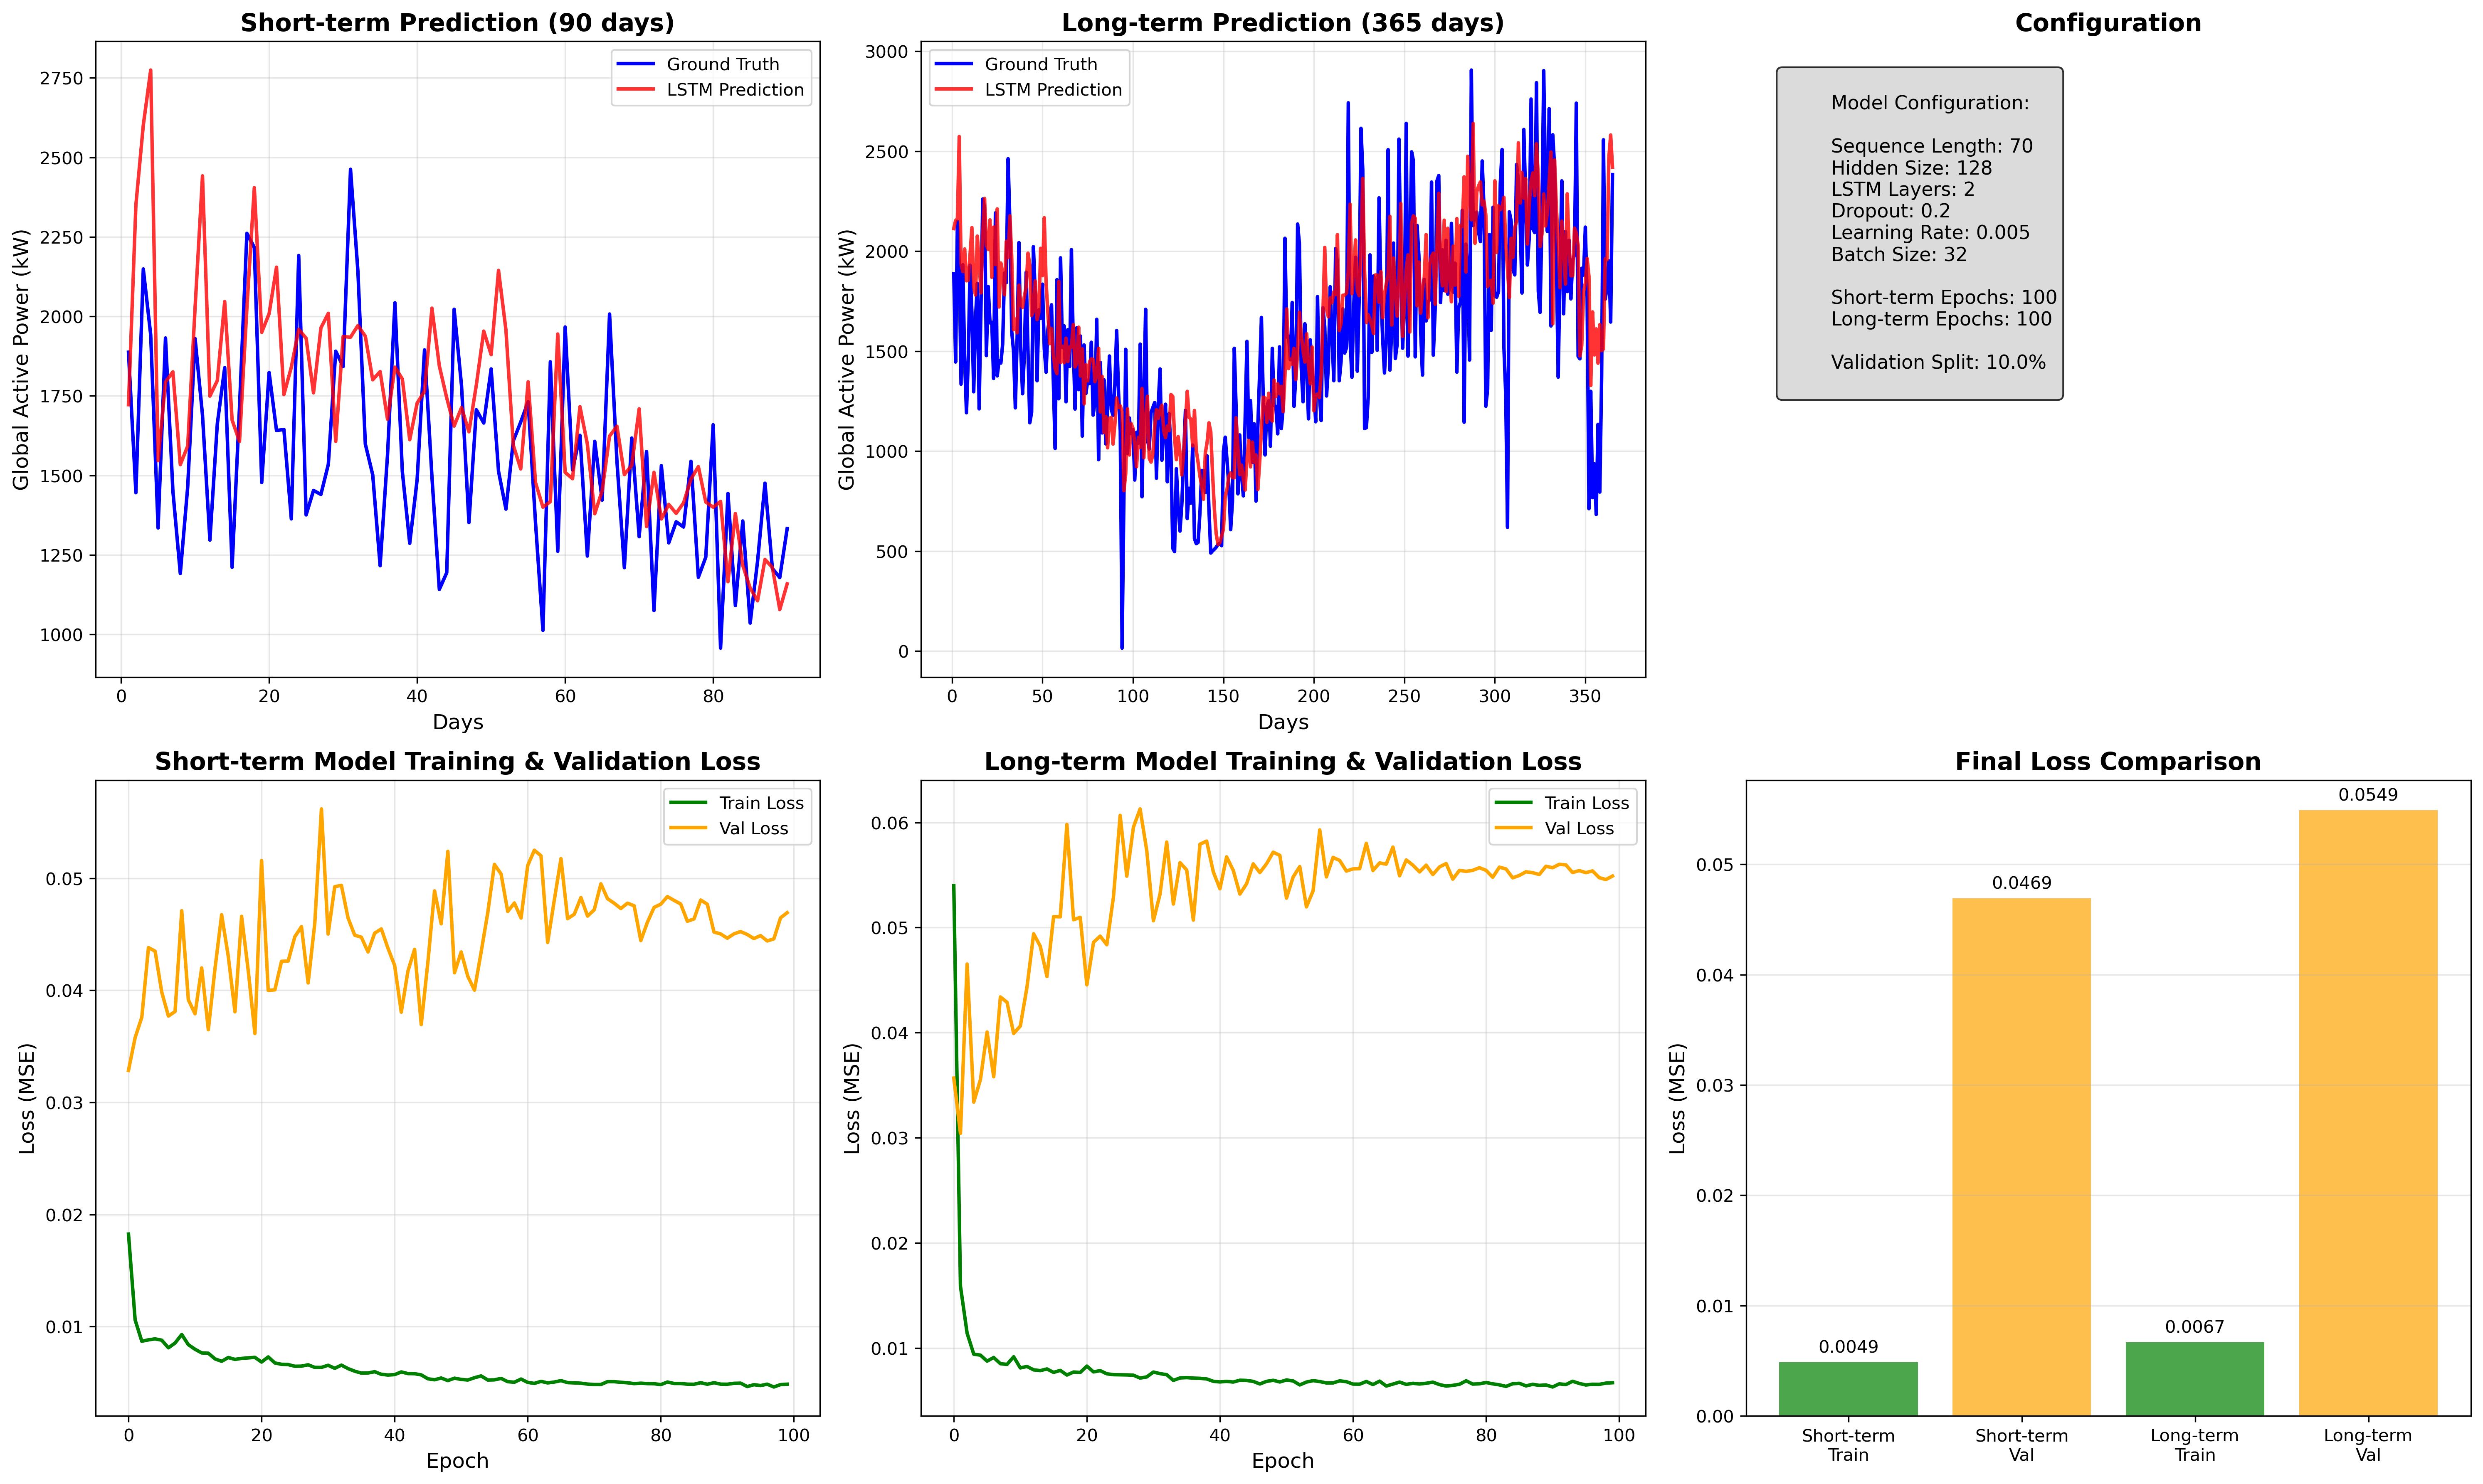 Short-term Prediction (90 days)
Ground Truth
LSTM Prediction
Global Active Power (kW)
2750
2500
2250
2000
1750
1500
1250
1000
0 20 40 60 80
Days
Long-term Prediction (365 days)
Ground Truth
LSTM Prediction
Global Active Power (kW)
3000
2500
2000
1500
1000
500
0
0 50 100 150 200 250 300 350
Days
Configuration
Model Configuration:
Sequence Length: 70
Hidden Size: 128
LSTM Layers: 2
Dropout: 0.2
Learning Rate: 0.005
Batch Size: 32
Short-term Epochs: 100
Long-term Epochs: 100
Validation Split: 10.0%
Short-term Model Training & Validation Loss
Train Loss
Val Loss
Loss (MSE)
0.05
0.04
0.03
0.02
0.01
0 20 40 60 80 100
Epoch
Long-term Model Training & Validation Loss
Train Loss
Val Loss
Loss (MSE)
0.06
0.05
0.04
0.03
0.02
0.01
0 20 40 60 80 100
Epoch
Final Loss Comparison
Loss (MSE)
0.05
0.04
0.03
0.02
0.01
0.00
0.0049
0.0469
0.0067
0.0549
Short-term Short-term Long-term Long-term
Train Val Train Val